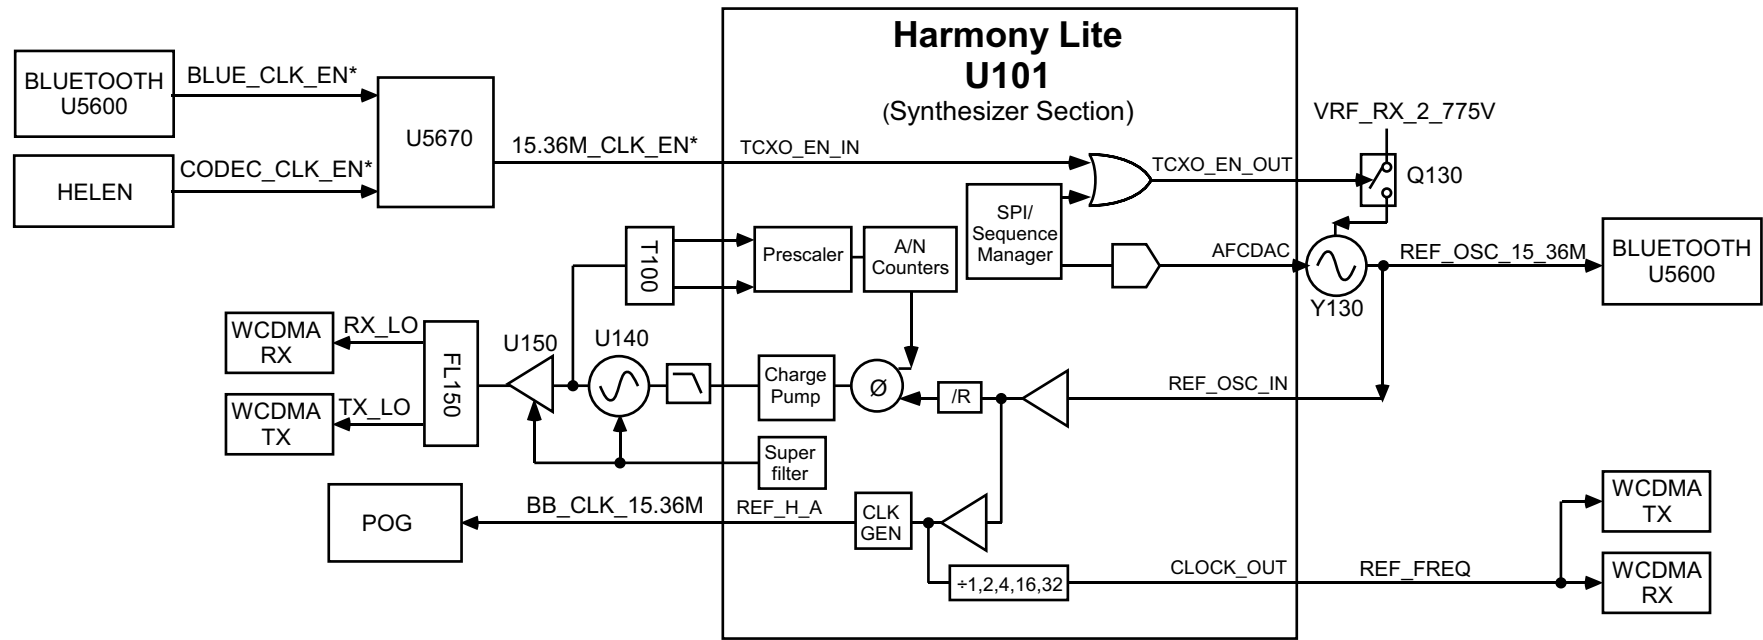 Harmony Lite
U101
(Synthesizer Section)
BLUETOOTH
U5600
BLUE_CLK_EN*
HELEN
CODEC_CLK_EN*
U5670
15.36M_CLK_EN*
TCXO_EN_IN
TCXO_EN_OUT
VRF_RX_2_775V
Q130
SPI/
Sequence
Manager
AFCDAC
Y130
REF_OSC_15_36M
BLUETOOTH
U5600
T100
Prescaler
A/N
Counters
WCDMA
RX
RX_LO
WCDMA
TX
TX_LO
FL150
U150
U140
Charge
Pump
Ø
/R
REF_OSC_IN
Super
filter
POG
BB_CLK_15.36M
REF_H_A
CLK
GEN
÷1,2,4,16,32
CLOCK_OUT
REF_FREQ
WCDMA
TX
WCDMA
RX